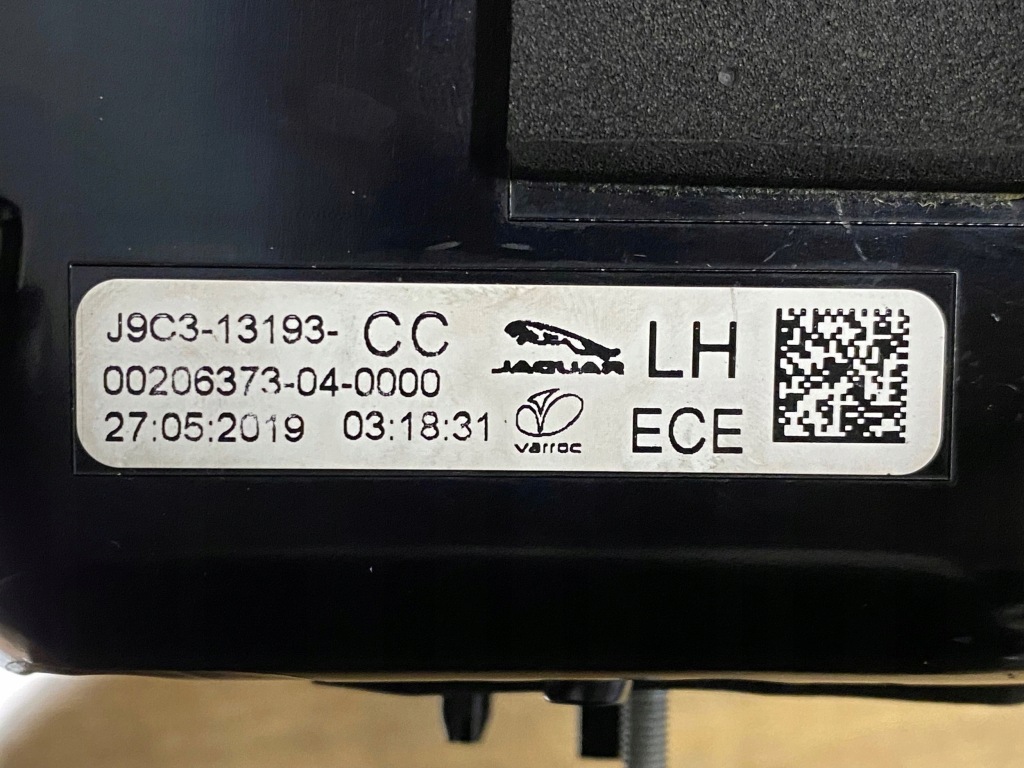 J9C3-13193- CC
00206373-04-0000
27:05:2019 03:18:31
JAGUAR
varroc
LH
ECE